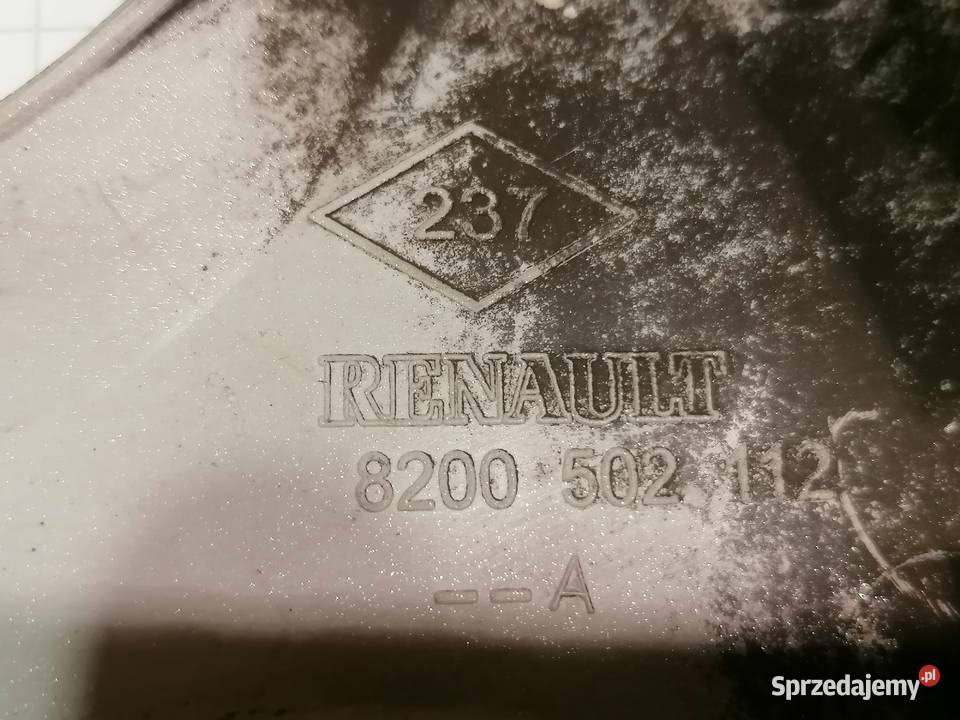 237
RENAULT
8200 502 112
--A
Sprzedajemy.pl